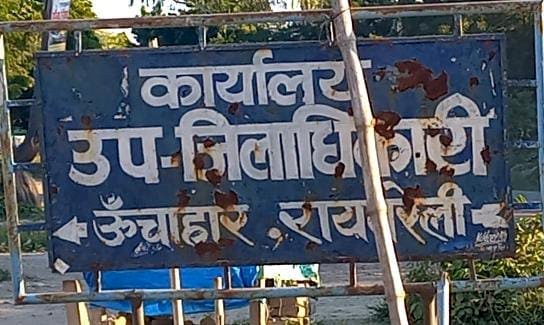 कार्यालय
उप-जिलाधिकारी
ऊँचाहार रायबरेली